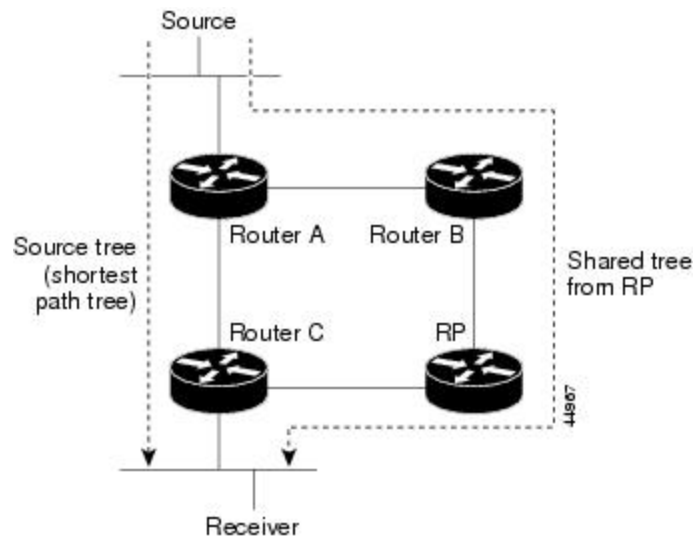 Source
Router A
Router B
Source tree
(shortest
path tree)
Shared tree
from RP
Router C
RP
44967
Receiver